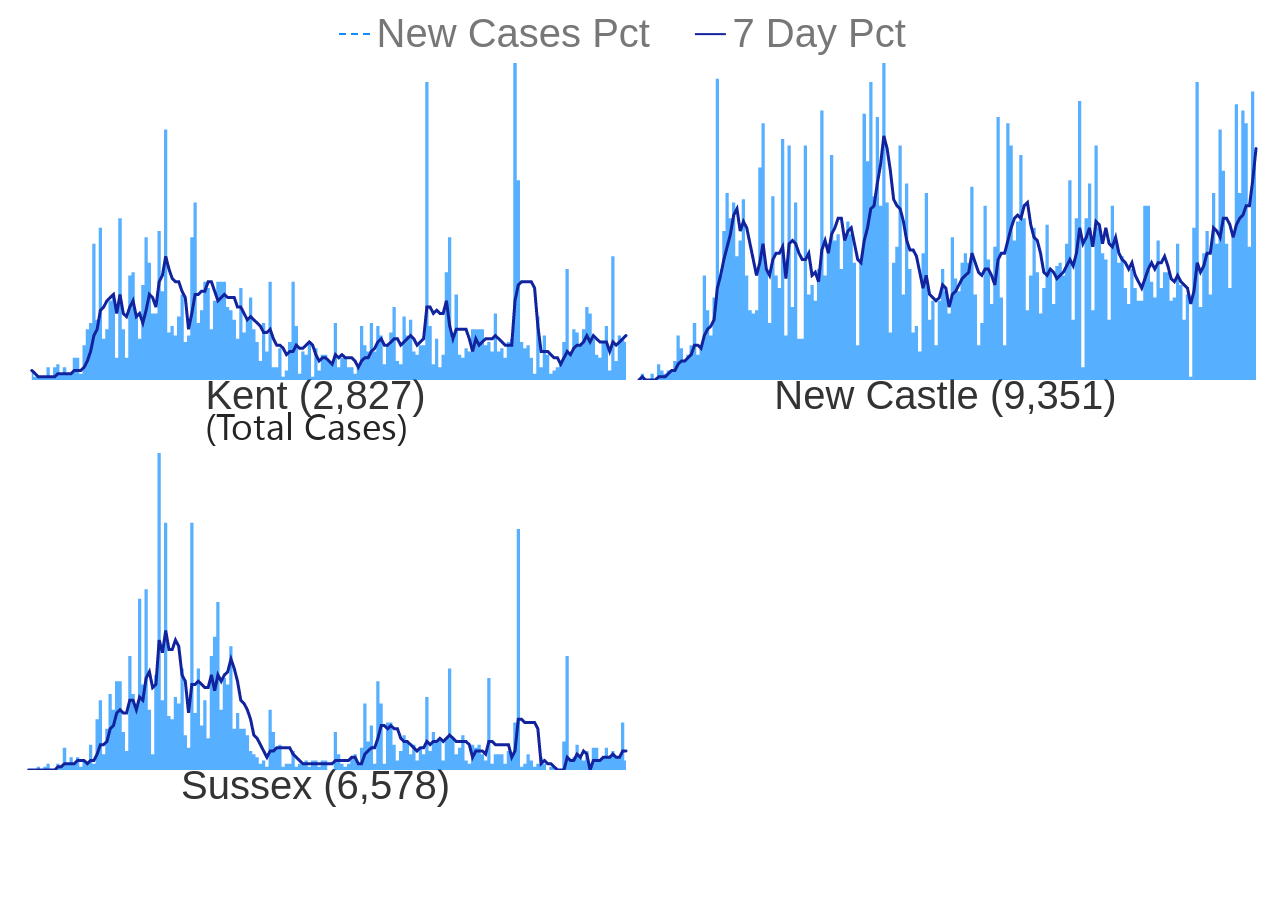 New Cases Pct 7 Day Pct
Kent (2,827)
(Total Cases)
New Castle (9,351)
Sussex (6,578)